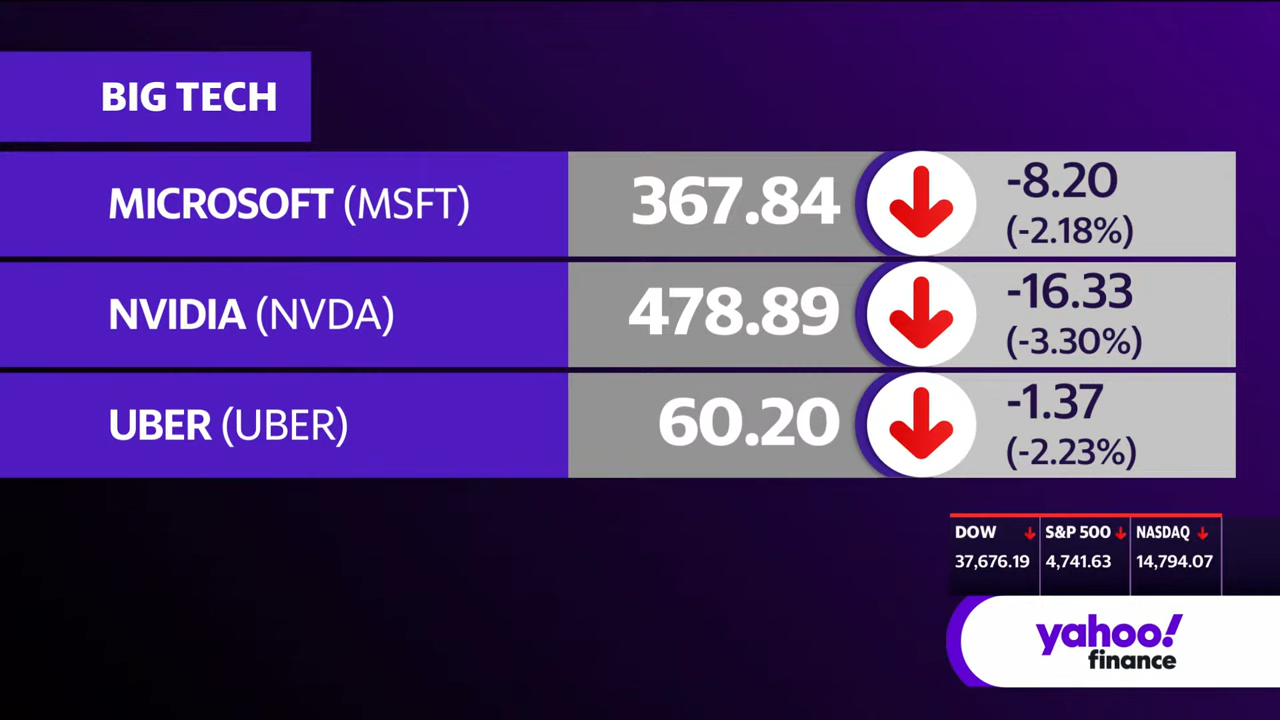 BIG TECH
MICROSOFT (MSFT) 367.84 -8.20
(-2.18%)
NVIDIA (NVDA) 478.89 -16.33
(-3.30%)
UBER (UBER) 60.20 -1.37
(-2.23%)
DOW S&P 500 NASDAQ
37,676.19 4,741.63 14,794.07
yahoo!
finance